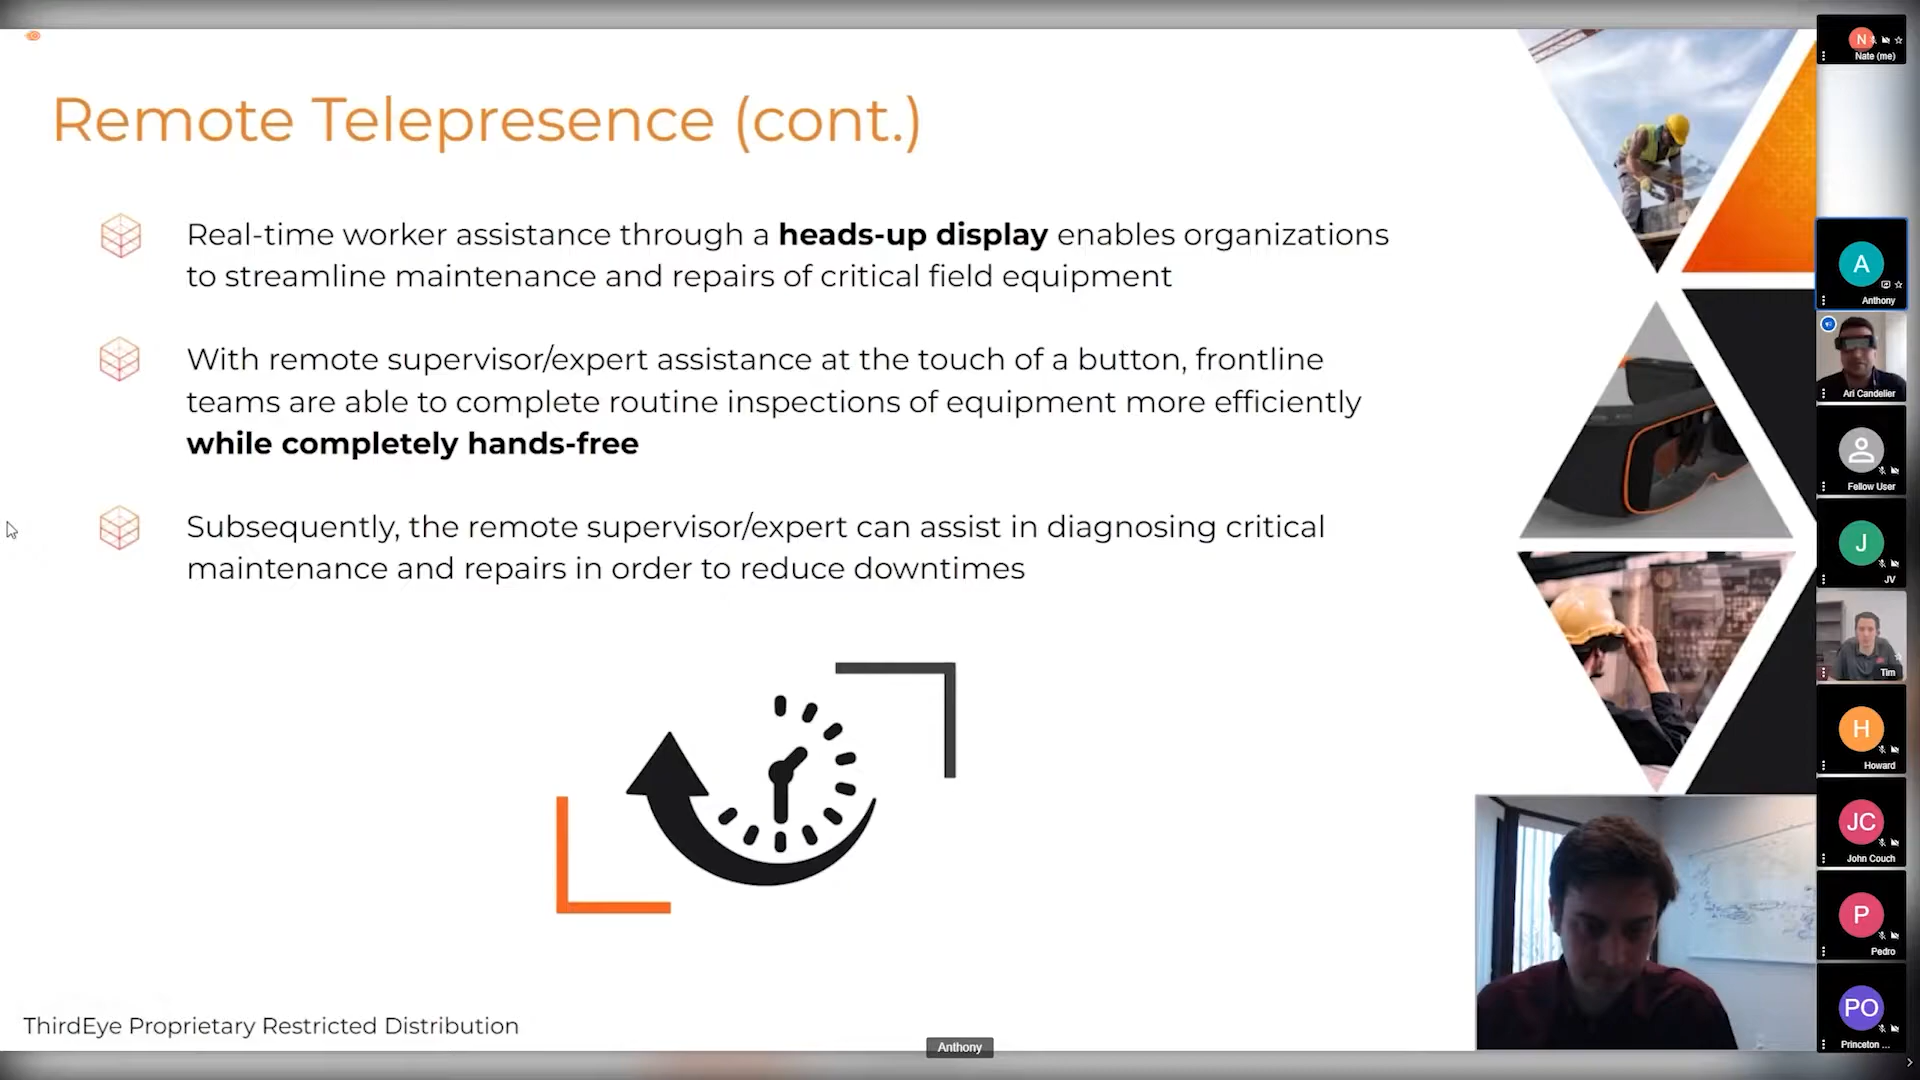 Remote Telepresence (cont.)
Real-time worker assistance through a heads-up display enables organizations
to streamline maintenance and repairs of critical field equipment
With remote supervisor/expert assistance at the touch of a button, frontline
teams are able to complete routine inspections of equipment more efficiently
while completely hands-free
Subsequently, the remote supervisor/expert can assist in diagnosing critical
maintenance and repairs in order to reduce downtimes
ThirdEye Proprietary Restricted Distribution
Anthony
N
Nate (me)
A
Anthony
Ari Candelier
Fellow User
J
JV
Tim
H
Howard
JC
John Couch
P
Pedro
PO
Princeton ...